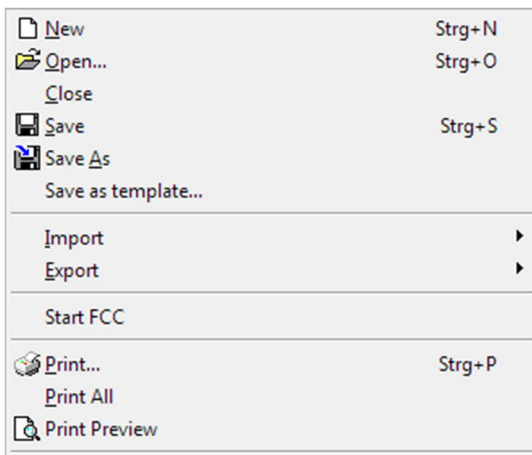 New Strg+N
Open... Strg+O
Close
Save Strg+S
Save As
Save as template...
Import
Export
Start FCC
Print... Strg+P
Print All
Print Preview